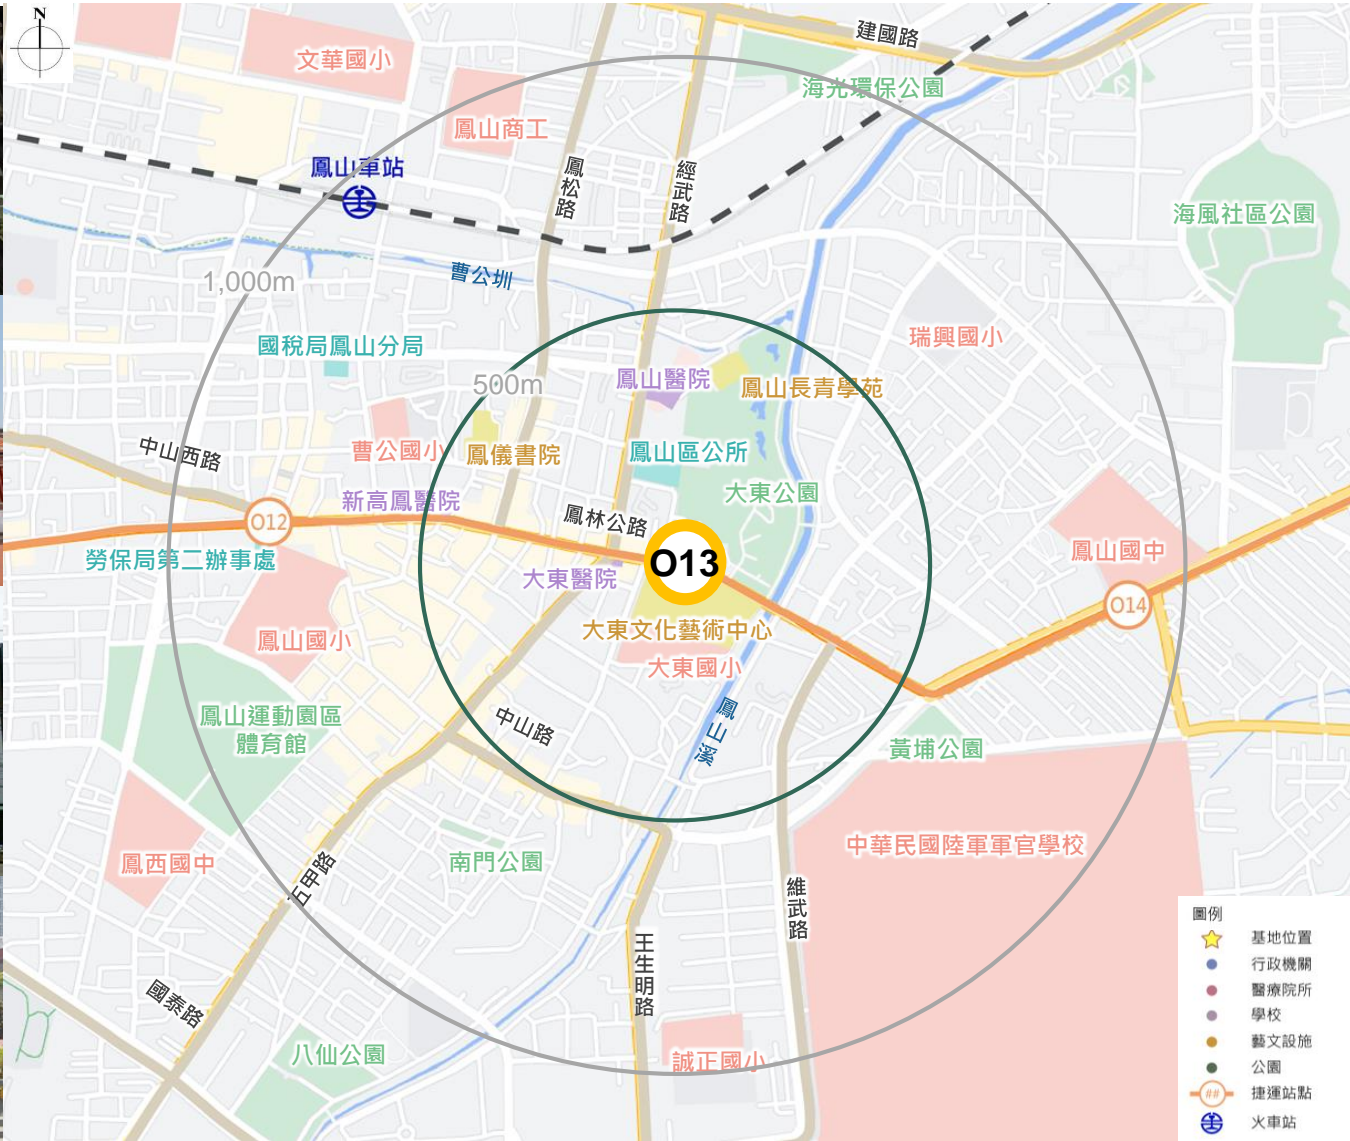 N
建國路
文華國小
海光環保公園
鳳山商工
鳳山車站
鳳松路
經武路
海風社區公園
1,000m
曹公圳
瑞興國小
國稅局鳳山分局
500m
鳳山醫院
鳳山長青學苑
中山西路
曹公國小
鳳儀書院
鳳山區公所
大東公園
新高鳳醫院
鳳林公路
O12
O13
勞保局第二辦事處
大東醫院
鳳山國中
O14
大東文化藝術中心
鳳山國小
大東國小
鳳山運動園區
體育館
中山路
鳳山溪
黃埔公園
中華民國陸軍軍官學校
鳳西國中
南門公園
五甲路
維武路
王生明路
國泰路
八仙公園
誠正國小
圖例
基地位置
行政機關
醫療院所
學校
藝文設施
公園
## 捷運站點
火車站